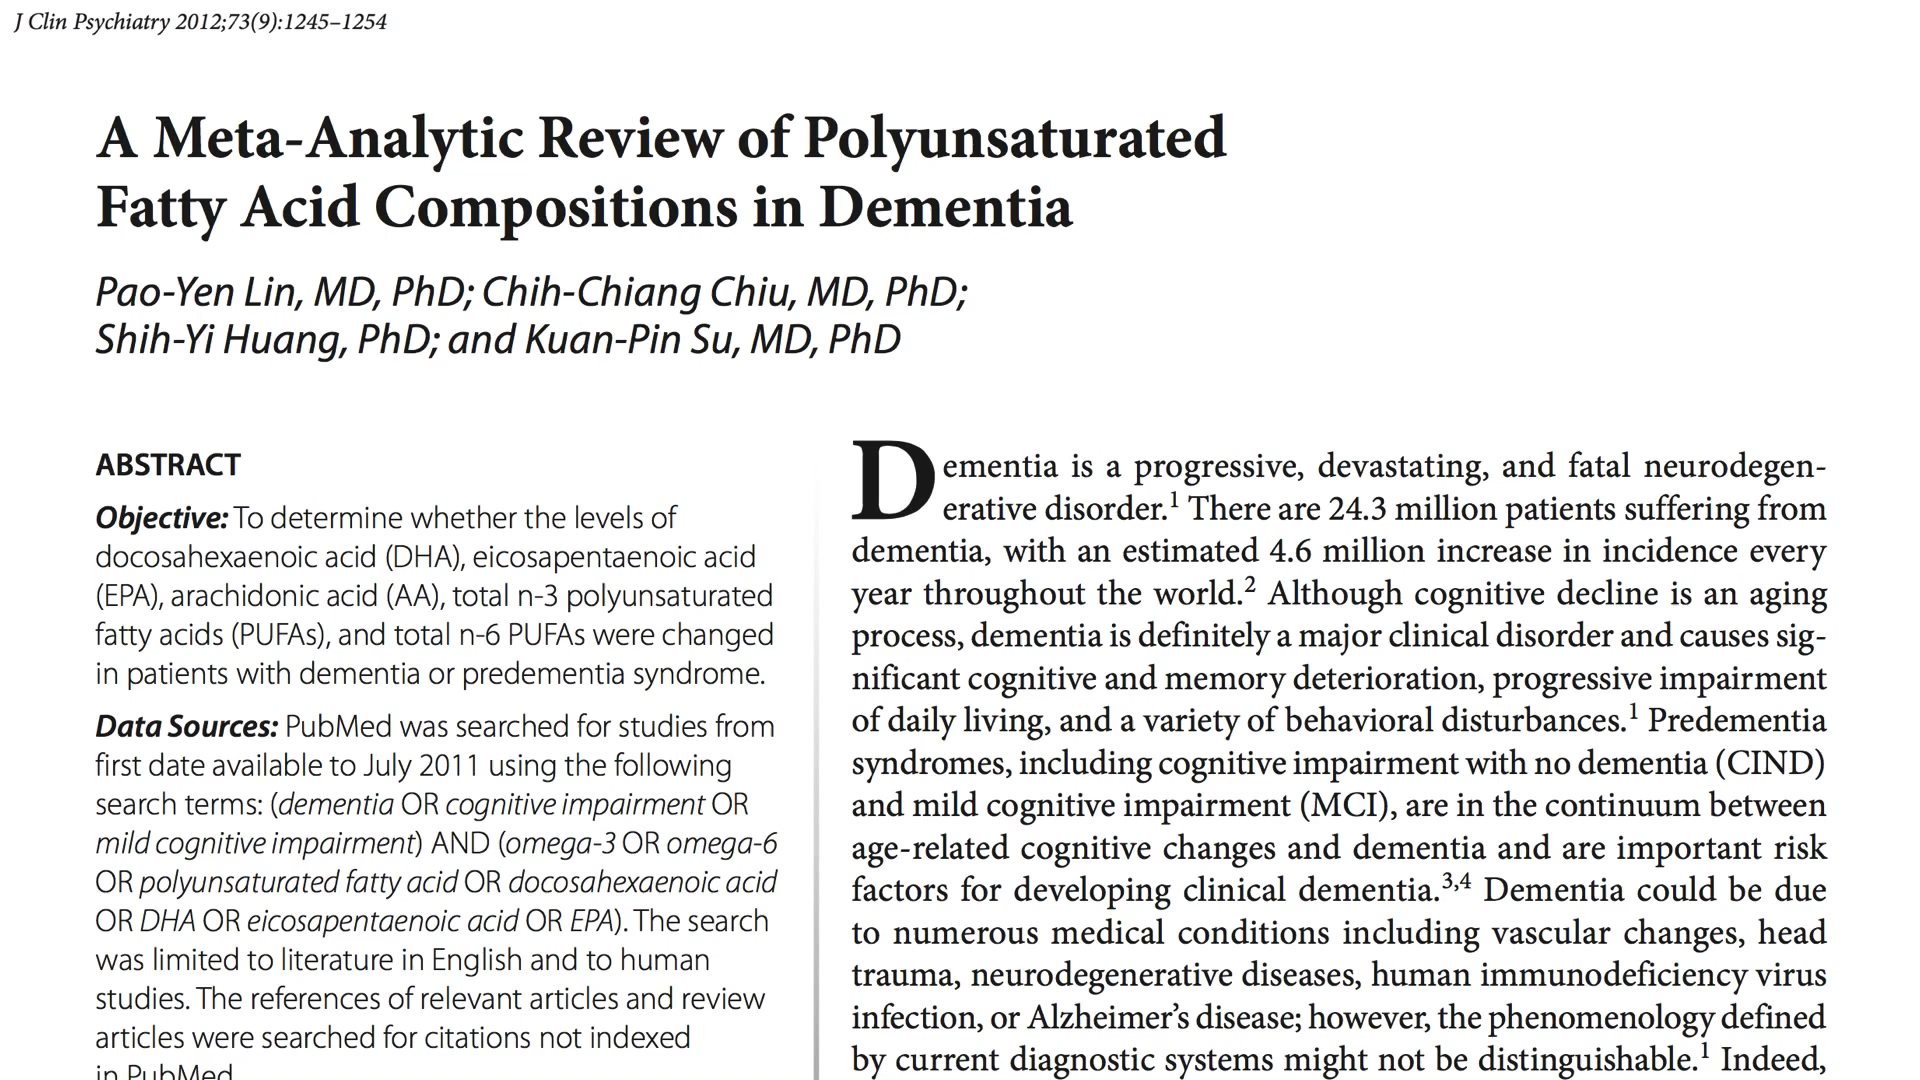 J Clin Psychiatry 2012;73(9):1245–1254
A Meta-Analytic Review of Polyunsaturated
Fatty Acid Compositions in Dementia
Pao-Yen Lin, MD, PhD; Chih-Chiang Chiu, MD, PhD;
Shih-Yi Huang, PhD; and Kuan-Pin Su, MD, PhD
ABSTRACT
Objective: To determine whether the levels of
docosahexaenoic acid (DHA), eicosapentaenoic acid
(EPA), arachidonic acid (AA), total n-3 polyunsaturated
fatty acids (PUFAs), and total n-6 PUFAs were changed
in patients with dementia or predementia syndrome.
Data Sources: PubMed was searched for studies from
first date available to July 2011 using the following
search terms: (dementia OR cognitive impairment OR
mild cognitive impairment) AND (omega-3 OR omega-6
OR polyunsaturated fatty acid OR docosahexaenoic acid
OR DHA OR eicosapentaenoic acid OR EPA). The search
was limited to literature in English and to human
studies. The references of relevant articles and review
articles were searched for citations not indexed
in PubMed.
Dementia is a progressive, devastating, and fatal neurodegen-
erative disorder.1 There are 24.3 million patients suffering from
dementia, with an estimated 4.6 million increase in incidence every
year throughout the world.2 Although cognitive decline is an aging
process, dementia is definitely a major clinical disorder and causes sig-
nificant cognitive and memory deterioration, progressive impairment
of daily living, and a variety of behavioral disturbances.1 Predementia
syndromes, including cognitive impairment with no dementia (CIND)
and mild cognitive impairment (MCI), are in the continuum between
age-related cognitive changes and dementia and are important risk
factors for developing clinical dementia.3,4 Dementia could be due
to numerous medical conditions including vascular changes, head
trauma, neurodegenerative diseases, human immunodeficiency virus
infection, or Alzheimer's disease; however, the phenomenology defined
by current diagnostic systems might not be distinguishable.1 Indeed,